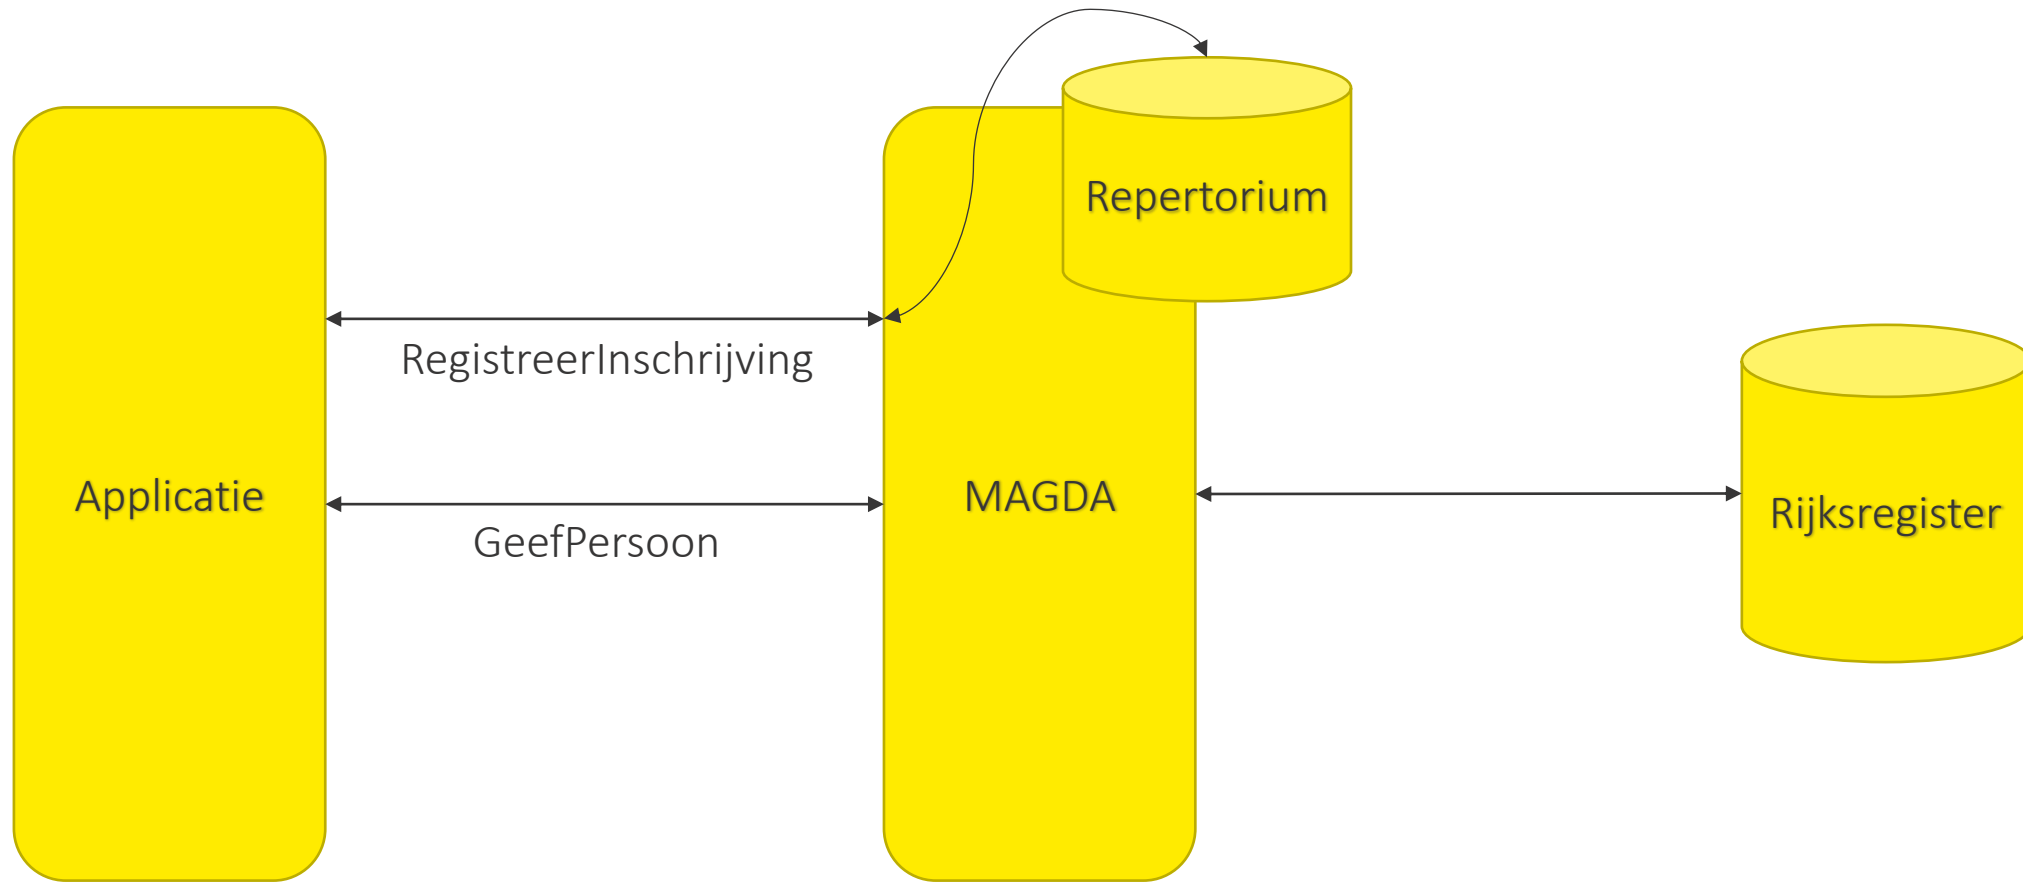 Repertorium
RegistreerInschrijving
Applicatie
MAGDA
Rijksregister
GeefPersoon